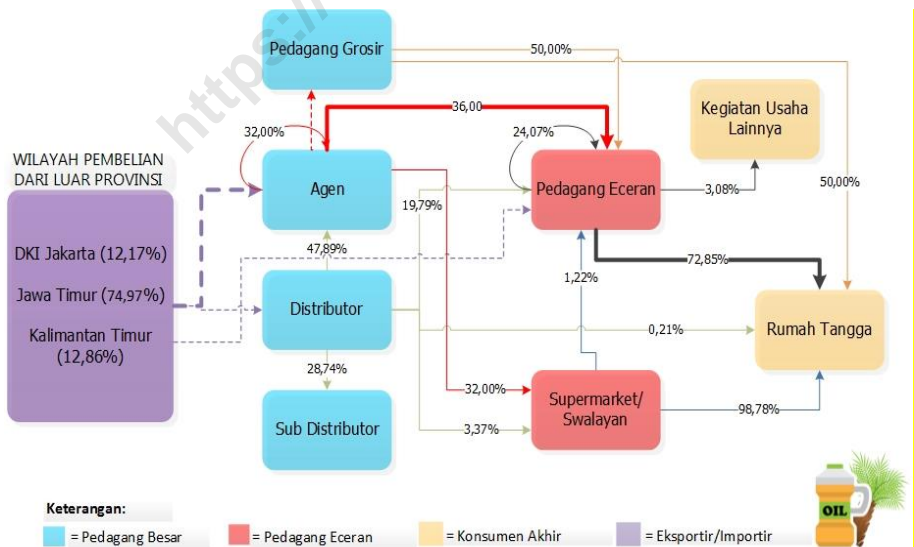 https://
Pedagang Grosir
50,00%
36,00
32,00%
24,07%
Kegiatan Usaha
Lainnya
WILAYAH PEMBELIAN
DARI LUAR PROVINSI
Agen
Pedagang Eceran
3,08%
50,00%
19,79%
DKI Jakarta (12,17%)
47,89%
72,85%
1,22%
Jawa Timur (74,97%)
Distributor
Kalimantan Timur
(12,86%)
0,21%
Rumah Tangga
28,74%
32,00%
Supermarket/
Swalayan
98,78%
Sub Distributor
3,37%
OIL
Keterangan:
= Pedagang Besar
= Pedagang Eceran
= Konsumen Akhir
= Eksportir/Importir